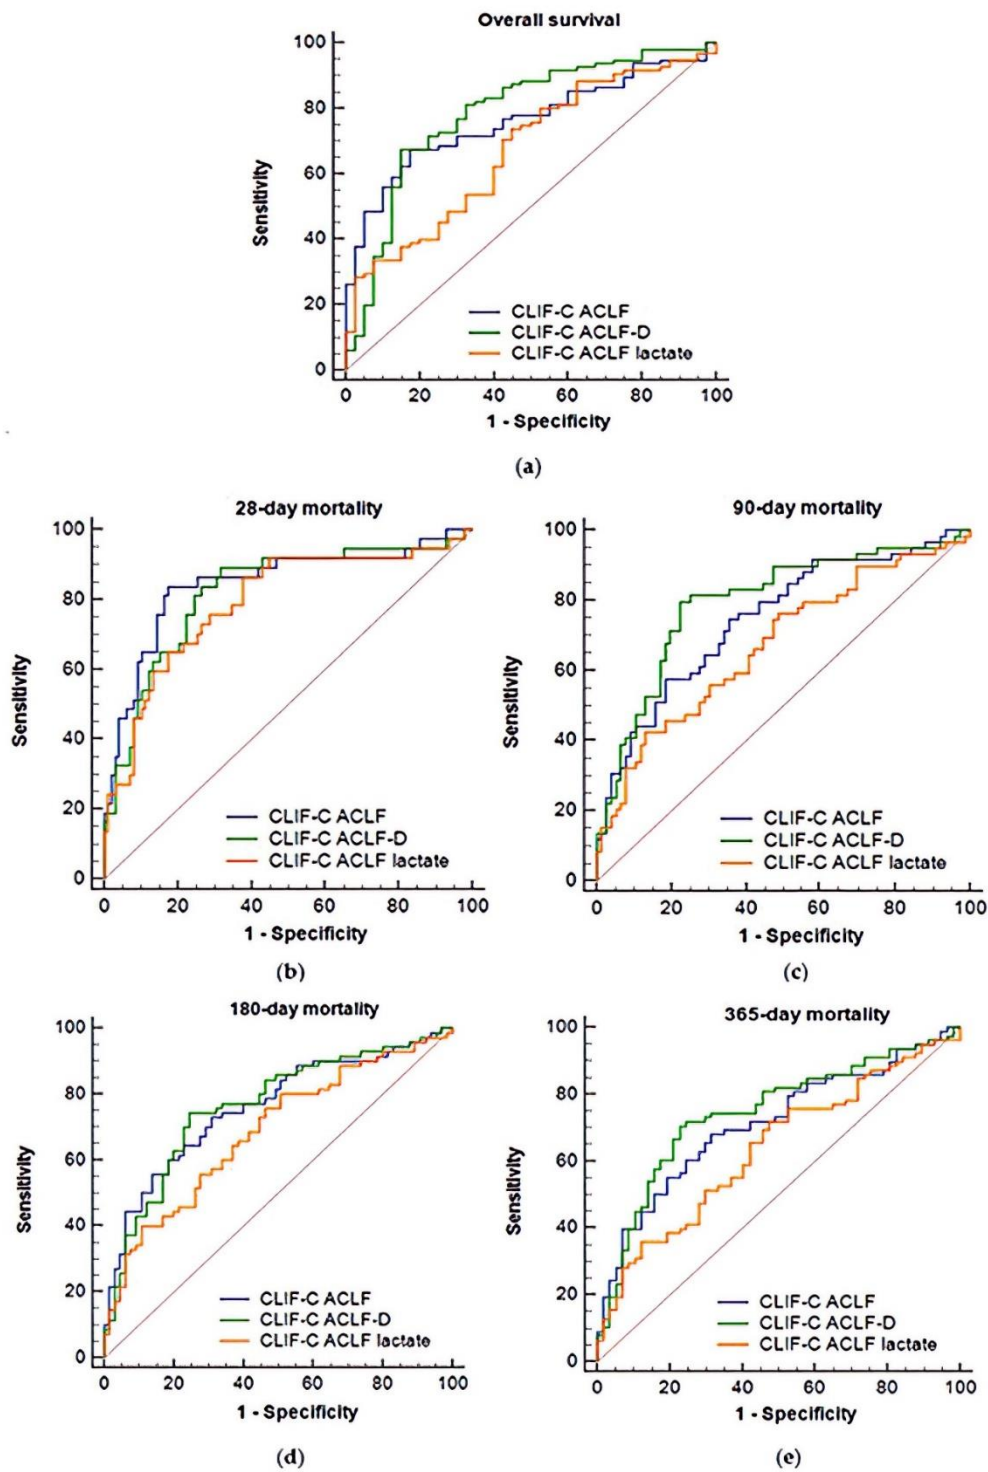 Overall survival
100
80
60
40
20
0
Sensitivity
CLIF-C ACLF
CLIF-C ACLF-D
CLIF-C ACLF lactate
0 20 40 60 80 100
1 - Specificity
(a)
28-day mortality
100
80
60
40
20
0
Sensitivity
CLIF-C ACLF
CLIF-C ACLF-D
CLIF-C ACLF lactate
0 20 40 60 80 100
1 - Specificity
(b)
90-day mortality
100
80
60
40
20
0
Sensitivity
CLIF-C ACLF
CLIF-C ACLF-D
CLIF-C ACLF lactate
0 20 40 60 80 100
1 - Specificity
(c)
180-day mortality
100
80
60
40
20
0
Sensitivity
CLIF-C ACLF
CLIF-C ACLF-D
CLIF-C ACLF lactate
0 20 40 60 80 100
1 - Specificity
(d)
365-day mortality
100
80
60
40
20
0
Sensitivity
CLIF-C ACLF
CLIF-C ACLF-D
CLIF-C ACLF lactate
0 20 40 60 80 100
1 - Specificity
(e)